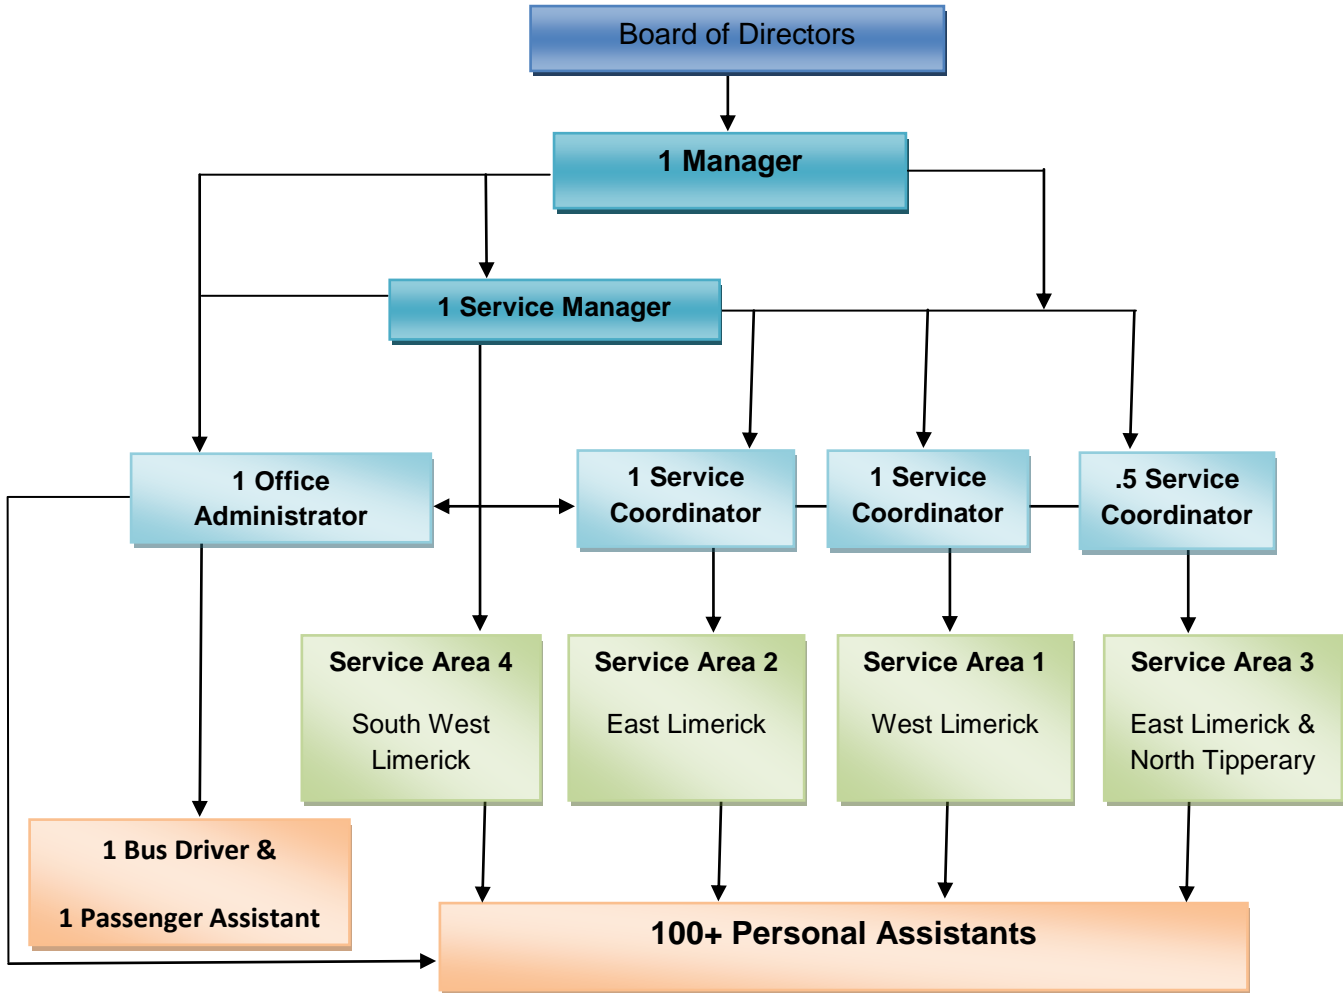 Board of Directors
1 Manager
1 Service Manager
1 Office
Administrator
1 Service
Coordinator
1 Service
Coordinator
.5 Service
Coordinator
Service Area 4
South West
Limerick
Service Area 2
East Limerick
Service Area 1
West Limerick
Service Area 3
East Limerick &
North Tipperary
1 Bus Driver &
1 Passenger Assistant
100+ Personal Assistants